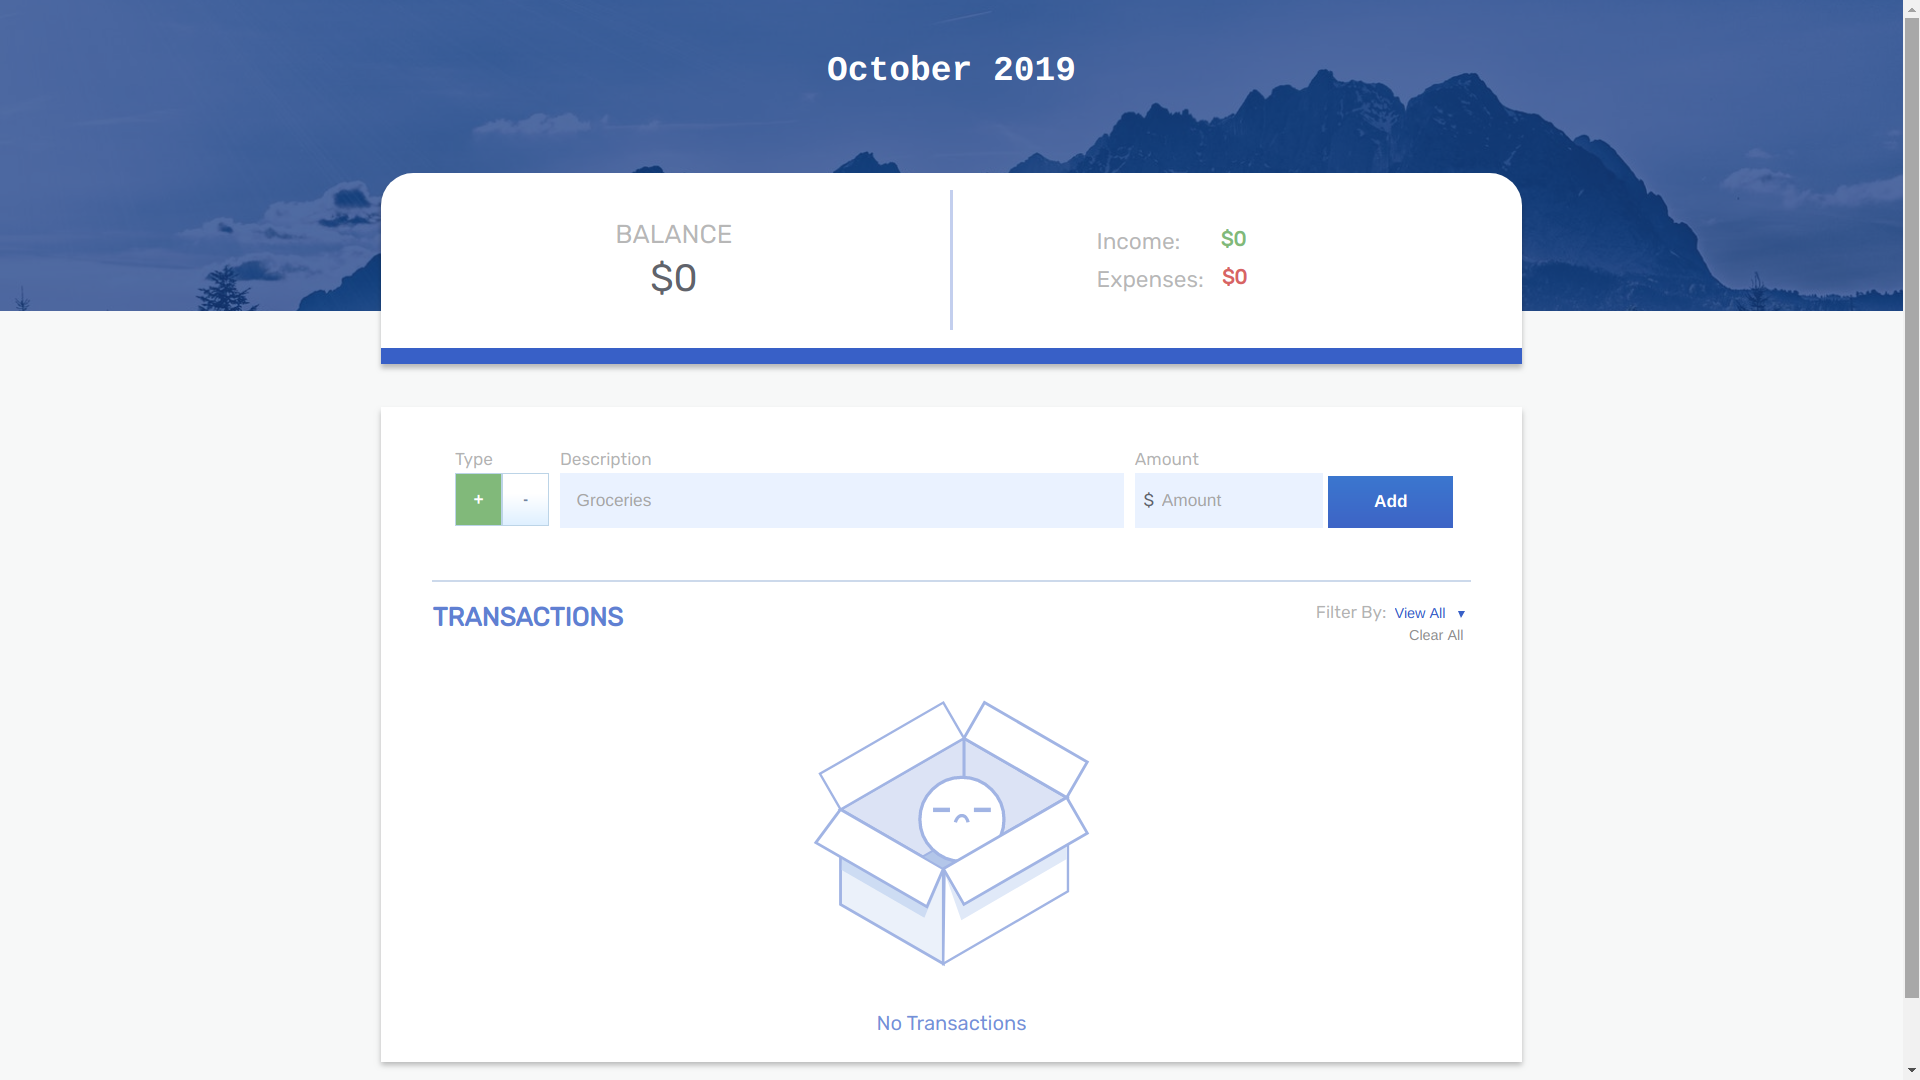 October 2019
BALANCE
$0
Income: $0
Expenses: $0
Type
Description
Amount
+
-
Groceries
$ Amount
Add
TRANSACTIONS
Filter By: View All ▾
Clear All
No Transactions